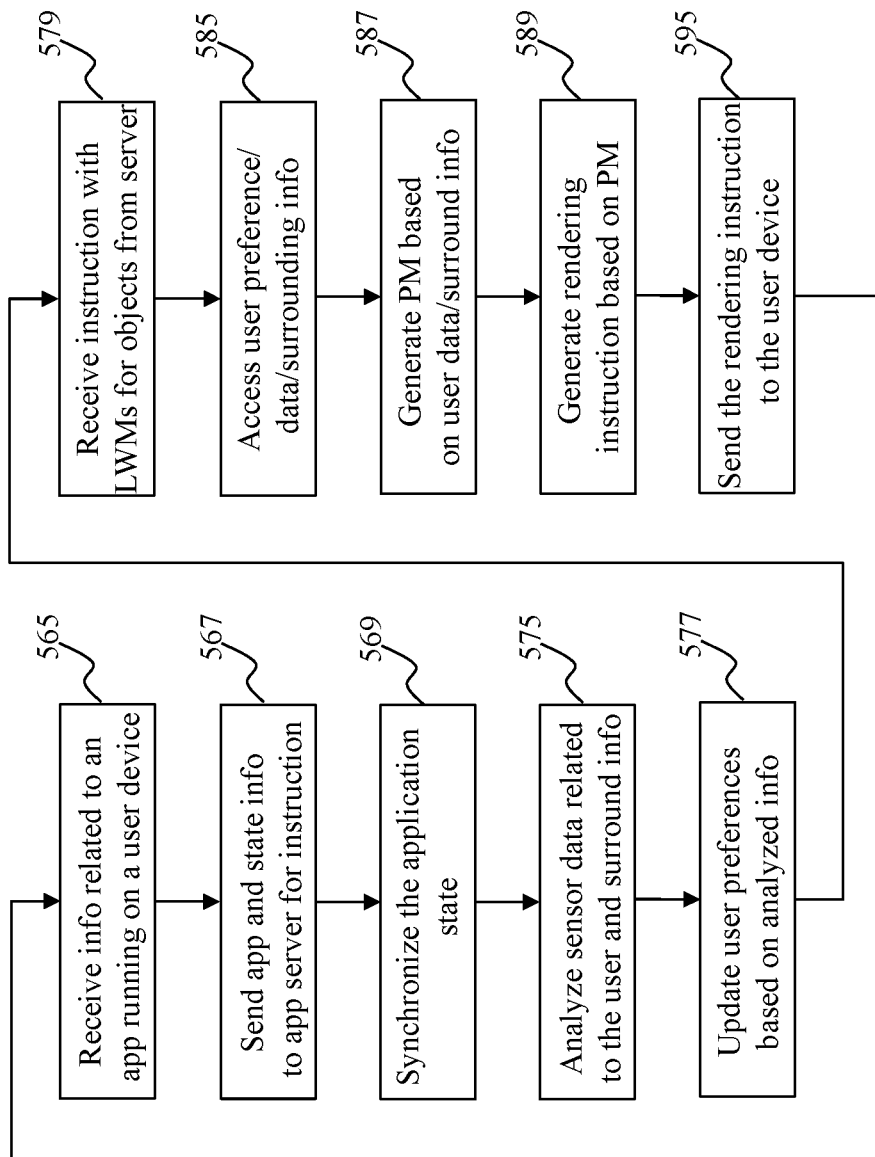 Receive info related to an
app running on a user device
565
Send app and state info
to app server for instruction
567
Synchronize the application
state
569
Analyze sensor data related
to the user and surround info
575
Update user preferences
based on analyzed info
577
Receive instruction with
LWMs for objects from server
579
Access user preference/
data/surrounding info
585
Generate PM based
on user data/surround info
587
Generate rendering
instruction based on PM
589
Send the rendering instruction
to the user device
595